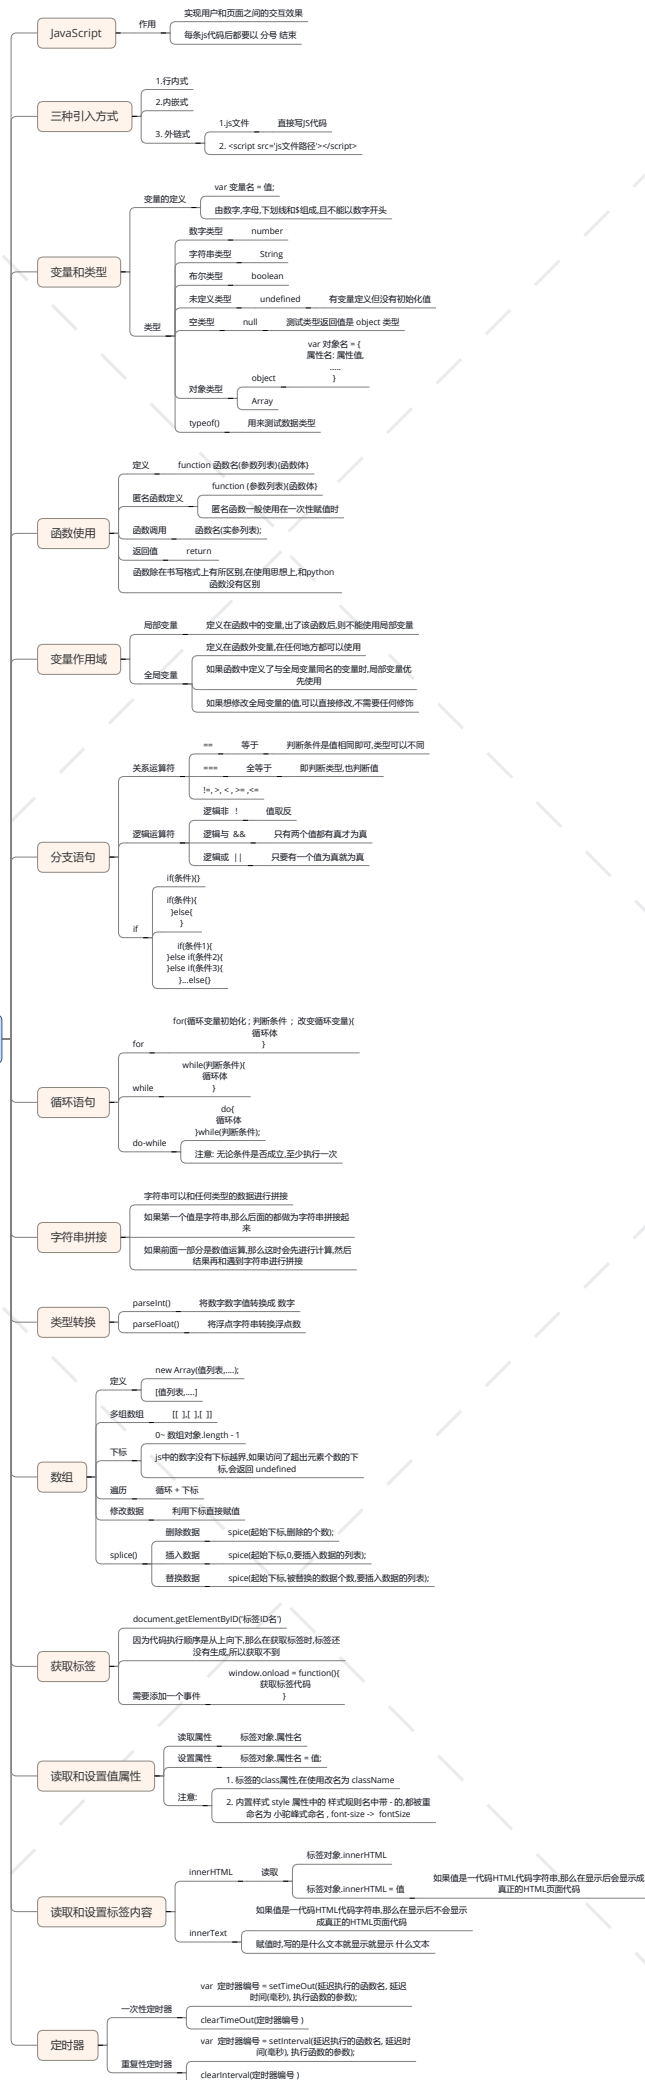 JavaScript
作用
实现用户和页面之间的交互效果
每条js代码后都要以 分号 结束
三种引入方式
1.行内式
2.内嵌式
3. 外链式
1.js文件
直接写JS代码
2. <script src='js文件路径'></script>
变量和类型
变量的定义
var 变量名 = 值;
由数字,字母,下划线和$组成,且不能以数字开头
类型
数字类型
number
字符串类型
String
布尔类型
boolean
未定义类型
undefined
有变量定义但没有初始化值
空类型
null
测试类型返回值是 object 类型
对象类型
object
var 对象名 = {
属性名: 属性值,
.....
}
Array
typeof()
用来测试数据类型
函数使用
定义
function 函数名(参数列表){函数体}
匿名函数定义
function (参数列表){函数体}
匿名函数一般使用在一次性赋值时
函数调用
函数名(实参列表);
返回值
return
函数除在书写格式上有所区别,在使用思想上,和python
函数没有区别
变量作用域
局部变量
定义在函数中的变量,出了该函数后,则不能使用局部变量
全局变量
定义在函数外变量,在任何地方都可以使用
如果函数中定义了与全局变量同名的变量时,局部变量优
先使用
如果想修改全局变量的值,可以直接修改,不需要任何修饰
分支语句
关系运算符
==
等于
判断条件是值相同即可,类型可以不同
===
全等于
即判断类型,也判断值
!=, >, < , >= ,<=
逻辑运算符
逻辑非 !
值取反
逻辑与 &&
只有两个值都有真才为真
逻辑或 ||
只要有一个值为真就为真
if
if(条件){}
if(条件){
}else{
}
if(条件1){
}else if(条件2){
}else if(条件3){
}...else{}
循环语句
for
for(循环变量初始化 ; 判断条件 ; 改变循环变量){
循环体
}
while
while(判断条件){
循环体
}
do-while
do{
循环体
}while(判断条件);
注意: 无论条件是否成立,至少执行一次
字符串拼接
字符串可以和任何类型的数据进行拼接
如果第一个值是字符串,那么后面的都做为字符串拼接起
来
如果前面一部分是数值运算,那么这时会先进行计算,然后
结果再和遇到字符串进行拼接
类型转换
parseInt()
将数字数字值转换成 数字
parseFloat()
将浮点字符串转换浮点数
数组
定义
new Array(值列表,....);
[值列表,....]
多组数组
[[ ],[ ],[ ]]
下标
0~ 数组对象.length - 1
js中的数字没有下标越界,如果访问了超出元素个数的下
标,会返回 undefined
遍历
循环 + 下标
修改数据
利用下标直接赋值
splice()
删除数据
spice(起始下标,删除的个数);
插入数据
spice(起始下标,0,要插入数据的列表);
替换数据
spice(起始下标,被替换的数据个数,要插入数据的列表);
获取标签
document.getElementByID('标签ID名')
因为代码执行顺序是从上向下,那么在获取标签时,标签还
没有生成,所以获取不到
需要添加一个事件
window.onload = function(){
获取标签代码
}
读取和设置值属性
读取属性
标签对象.属性名
设置属性
标签对象.属性名 = 值;
注意:
1. 标签的class属性,在使用改名为 className
2. 内置样式 style 属性中的 样式规则名中带 - 的,都被重
命名为 小驼峰式命名 , font-size -> fontSize
读取和设置标签内容
innerHTML
读取
标签对象.innerHTML
标签对象.innerHTML = 值
如果值是一代码HTML代码字符串,那么在显示后会显示成
真正的HTML页面代码
innerText
如果值是一代码HTML代码字符串,那么在显示后不会显示
成真正的HTML页面代码
赋值时,写的是什么文本就显示就显示 什么文本
定时器
一次性定时器
var 定时器编号 = setTimeOut(延迟执行的函数名, 延迟
时间(毫秒), 执行函数的参数);
clearTimeOut(定时器编号 )
重复性定时器
var 定时器编号 = setInterval(延迟执行的函数名, 延迟时
间(毫秒), 执行函数的参数);
clearInterval(定时器编号 )